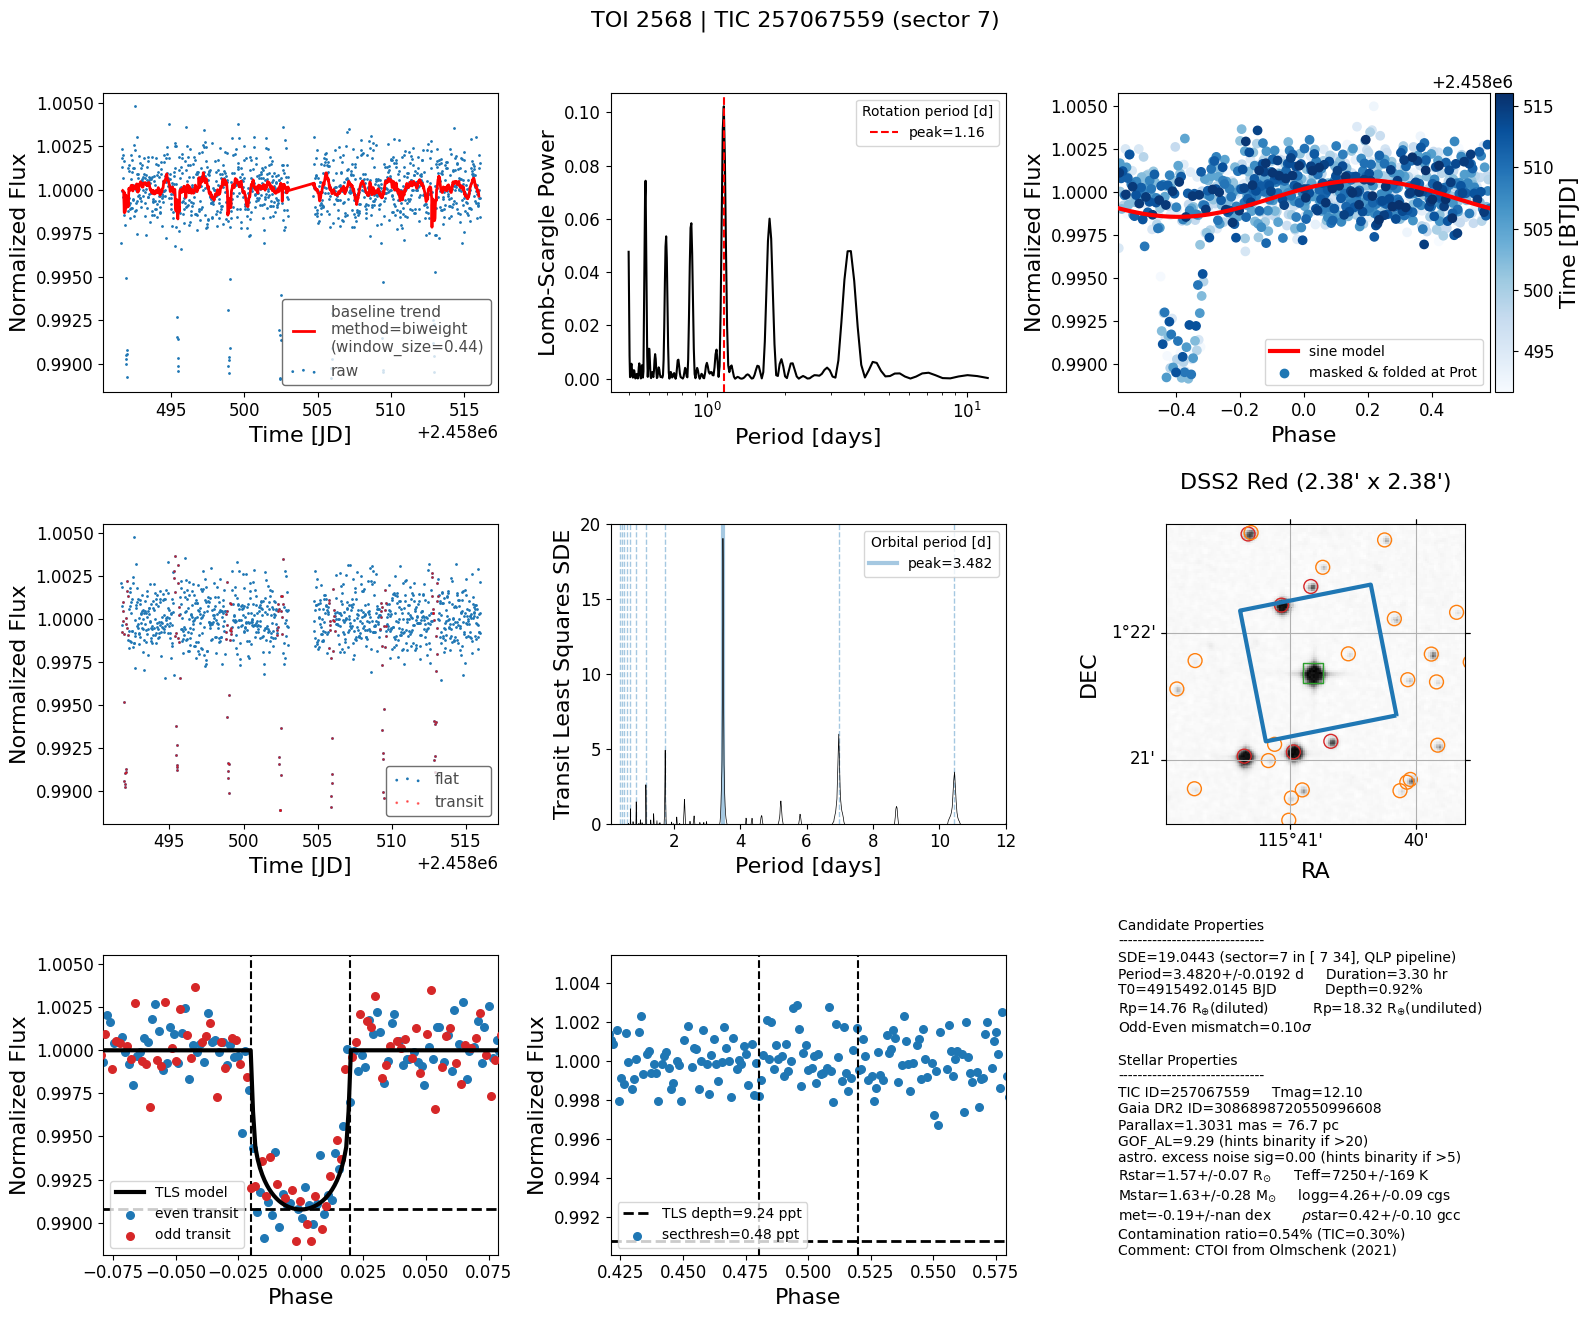 TOI 2568 | TIC 257067559 (sector 7)
Normalized Flux
1.0050
1.0025
1.0000
0.9975
0.9950
0.9925
0.9900
baseline trend
method=biweight
(window_size=0.44)
raw
495 500 505 510 515
Time [JD]
+2.458e6
Lomb-Scargle Power
0.10
0.08
0.06
0.04
0.02
0.00
Rotation period [d]
peak=1.16
10^0 10^1
Period [days]
Normalized Flux
1.0050
1.0025
1.0000
0.9975
0.9950
0.9925
0.9900
sine model
masked & folded at Prot
−0.4 −0.2 0.0 0.2 0.4
Phase
+2.458e6
515
510
505
500
495
Time [BTJD]
Normalized Flux
1.0050
1.0025
1.0000
0.9975
0.9950
0.9925
0.9900
flat
transit
495 500 505 510 515
Time [JD]
+2.458e6
Transit Least Squares SDE
20
15
10
5
0
Orbital period [d]
peak=3.482
2 4 6 8 10 12
Period [days]
DSS2 Red (2.38' x 2.38')
DEC
1°22'
21'
115°41' 40'
RA
Normalized Flux
1.0050
1.0025
1.0000
0.9975
0.9950
0.9925
0.9900
TLS model
even transit
odd transit
−0.075 −0.050 −0.025 0.000 0.025 0.050 0.075
Phase
Normalized Flux
1.004
1.002
1.000
0.998
0.996
0.994
0.992
TLS depth=9.24 ppt
secthresh=0.48 ppt
0.425 0.450 0.475 0.500 0.525 0.550 0.575
Phase
Candidate Properties
------------------------------
SDE=19.0443 (sector=7 in [ 7 34], QLP pipeline)
Period=3.4820+/-0.0192 d Duration=3.30 hr
T0=4915492.0145 BJD Depth=0.92%
Rp=14.76 R⊕(diluted) Rp=18.32 R⊕(undiluted)
Odd-Even mismatch=0.10σ
Stellar Properties
------------------------------
TIC ID=257067559 Tmag=12.10
Gaia DR2 ID=3086898720550996608
Parallax=1.3031 mas = 76.7 pc
GOF_AL=9.29 (hints binarity if >20)
astro. excess noise sig=0.00 (hints binarity if >5)
Rstar=1.57+/-0.07 R⊙ Teff=7250+/-169 K
Mstar=1.63+/-0.28 M⊙ logg=4.26+/-0.09 cgs
met=-0.19+/-nan dex ρstar=0.42+/-0.10 gcc
Contamination ratio=0.54% (TIC=0.30%)
Comment: CTOI from Olmschenk (2021)